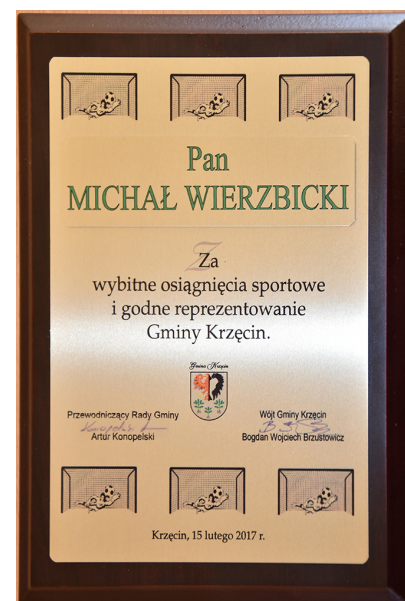 Pan
MICHAŁ WIERZBICKI
Za
wybitne osiągnięcia sportowe
i godne reprezentowanie
Gminy Krzęcin.
Gmina Krzęcin
Przewodniczący Rady Gminy
Artur Konopelski
Wójt Gminy Krzęcin
Bogdan Wojciech Brzustowicz
Krzęcin, 15 lutego 2017 r.